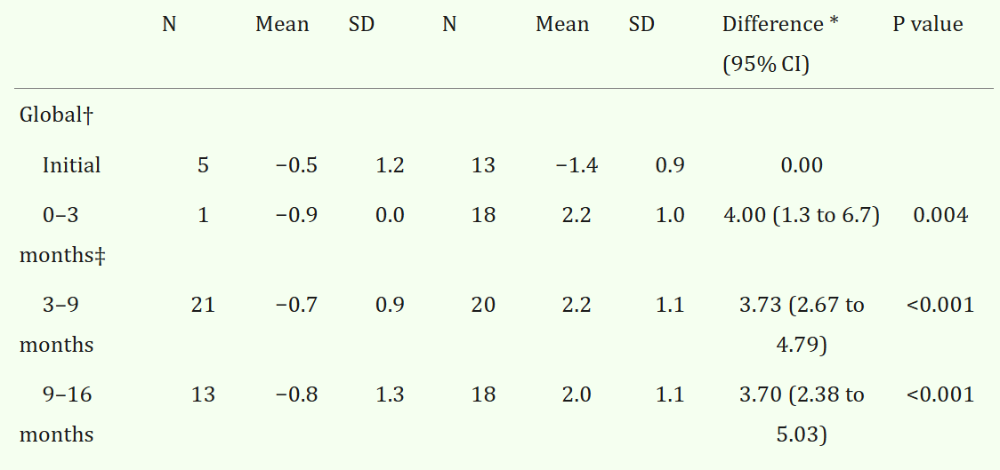 N Mean SD N Mean SD Difference * P value
(95% CI)
Global†
Initial 5 −0.5 1.2 13 −1.4 0.9 0.00
0–3 1 −0.9 0.0 18 2.2 1.0 4.00 (1.3 to 6.7) 0.004
months‡
3–9 21 −0.7 0.9 20 2.2 1.1 3.73 (2.67 to <0.001
months 4.79)
9–16 13 −0.8 1.3 18 2.0 1.1 3.70 (2.38 to <0.001
months 5.03)